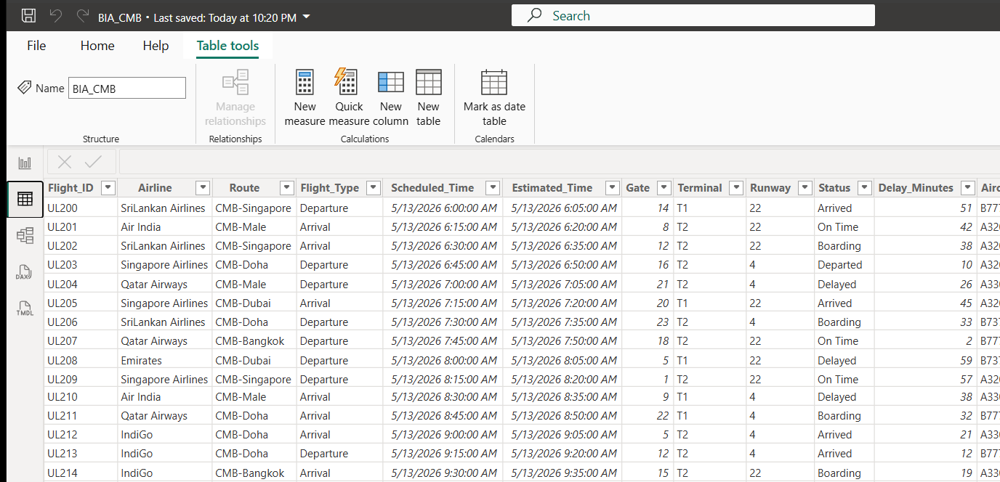 BIA_CMB • Last saved: Today at 10:20 PM
Search
File Home Help Table tools
Name BIA_CMB
Manage relationships
New measure
Quick measure
New column
New table
Mark as date table
Structure Relationships Calculations Calendars
DAX
TMDL
Flight_ID Airline Route Flight_Type Scheduled_Time Estimated_Time Gate Terminal Runway Status Delay_Minutes Airc
UL200 SriLankan Airlines CMB-Singapore Departure 5/13/2026 6:00:00 AM 5/13/2026 6:05:00 AM 14 T1 22 Arrived 51 B777
UL201 Air India CMB-Male Arrival 5/13/2026 6:15:00 AM 5/13/2026 6:20:00 AM 8 T2 22 On Time 42 A320
UL202 SriLankan Airlines CMB-Singapore Arrival 5/13/2026 6:30:00 AM 5/13/2026 6:35:00 AM 12 T2 22 Boarding 38 A320
UL203 Singapore Airlines CMB-Doha Departure 5/13/2026 6:45:00 AM 5/13/2026 6:50:00 AM 16 T2 4 Departed 10 A320
UL204 Qatar Airways CMB-Male Departure 5/13/2026 7:00:00 AM 5/13/2026 7:05:00 AM 21 T2 4 Delayed 26 A330
UL205 Singapore Airlines CMB-Dubai Arrival 5/13/2026 7:15:00 AM 5/13/2026 7:20:00 AM 20 T1 22 Arrived 45 A320
UL206 SriLankan Airlines CMB-Doha Departure 5/13/2026 7:30:00 AM 5/13/2026 7:35:00 AM 23 T2 4 Boarding 33 B737
UL207 Qatar Airways CMB-Bangkok Departure 5/13/2026 7:45:00 AM 5/13/2026 7:50:00 AM 18 T2 22 On Time 2 B777
UL208 Emirates CMB-Dubai Departure 5/13/2026 8:00:00 AM 5/13/2026 8:05:00 AM 5 T1 22 Delayed 59 B737
UL209 Singapore Airlines CMB-Singapore Departure 5/13/2026 8:15:00 AM 5/13/2026 8:20:00 AM 1 T2 22 On Time 57 A320
UL210 Air India CMB-Male Arrival 5/13/2026 8:30:00 AM 5/13/2026 8:35:00 AM 9 T1 4 Delayed 38 A330
UL211 Qatar Airways CMB-Doha Arrival 5/13/2026 8:45:00 AM 5/13/2026 8:50:00 AM 22 T1 4 Boarding 32 B777
UL212 IndiGo CMB-Doha Arrival 5/13/2026 9:00:00 AM 5/13/2026 9:05:00 AM 5 T2 4 Arrived 21 A330
UL213 IndiGo CMB-Doha Departure 5/13/2026 9:15:00 AM 5/13/2026 9:20:00 AM 12 T2 4 Arrived 12 B777
UL214 IndiGo CMB-Bangkok Arrival 5/13/2026 9:30:00 AM 5/13/2026 9:35:00 AM 15 T2 22 Boarding 19 A330